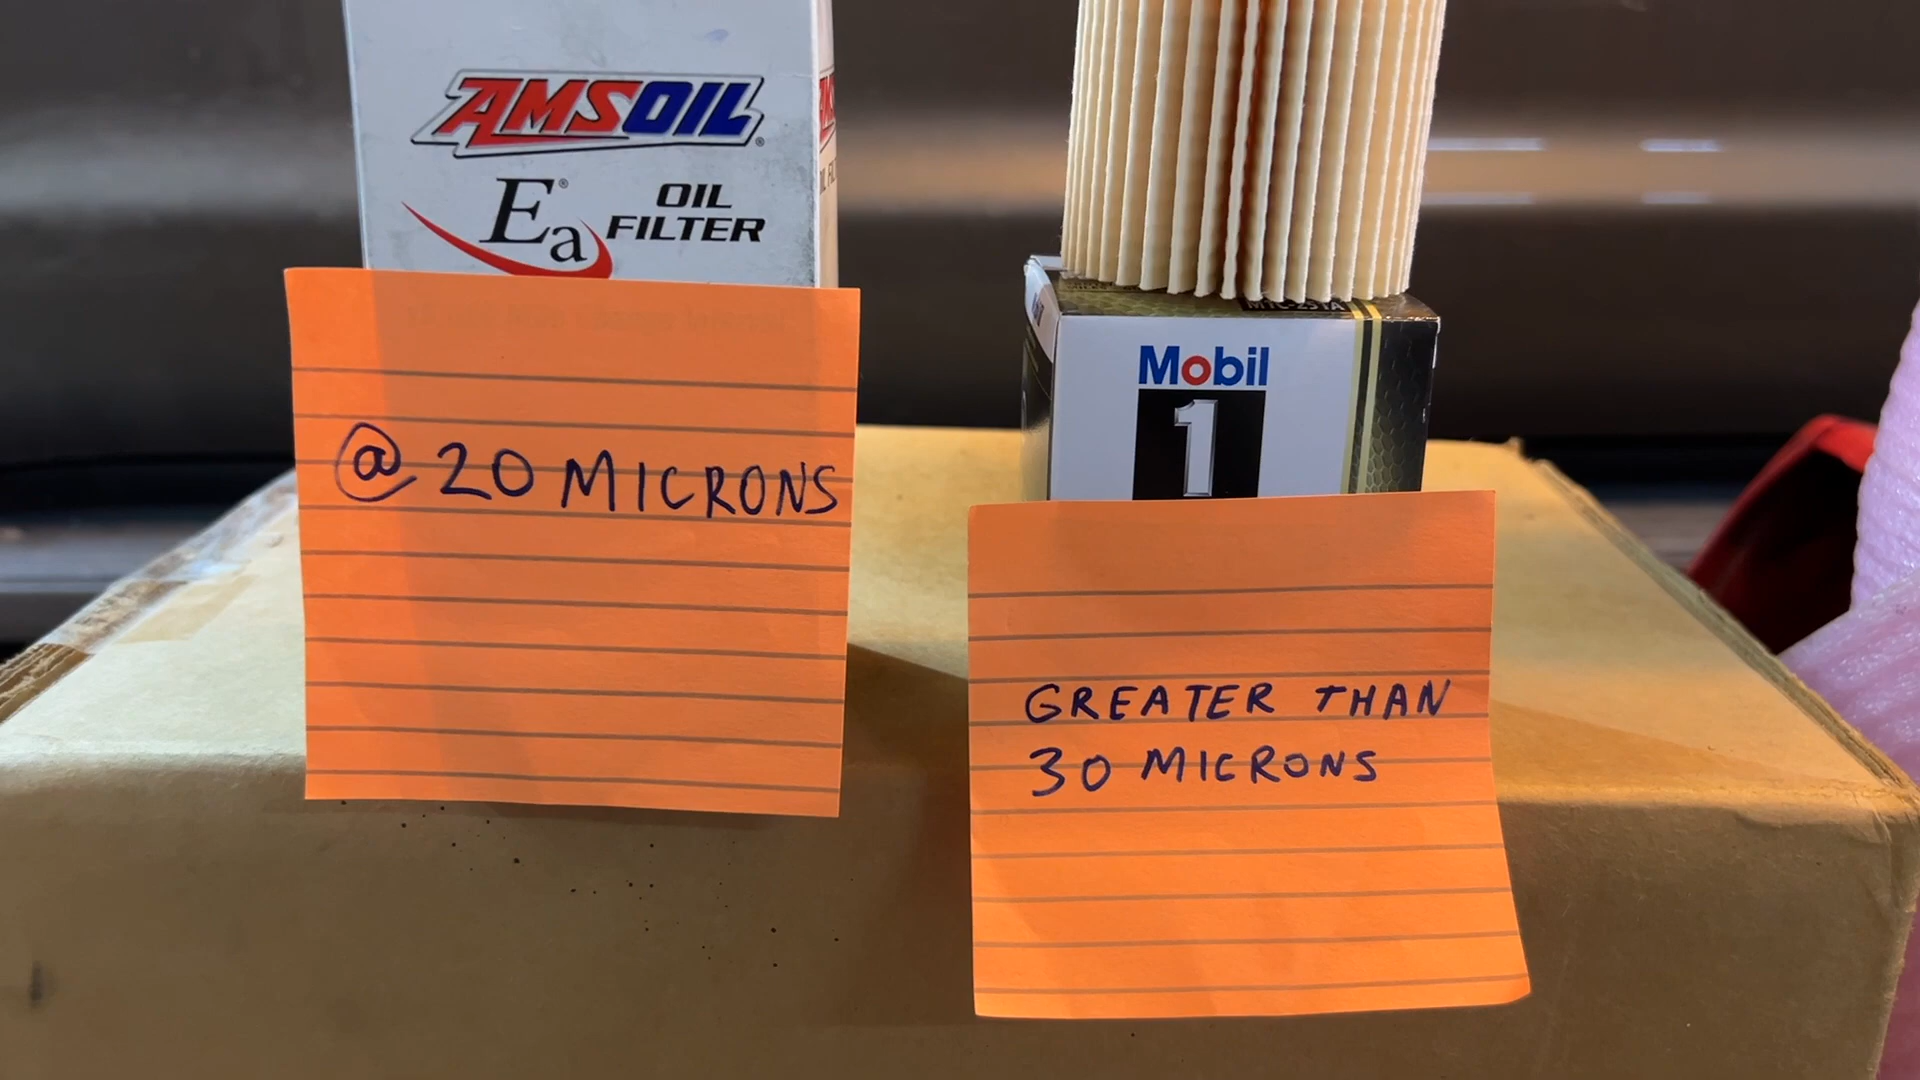 AMSOIL
Ea® OIL
FILTER
@ 20 MICRONS
Mobil
1
GREATER THAN
30 MICRONS